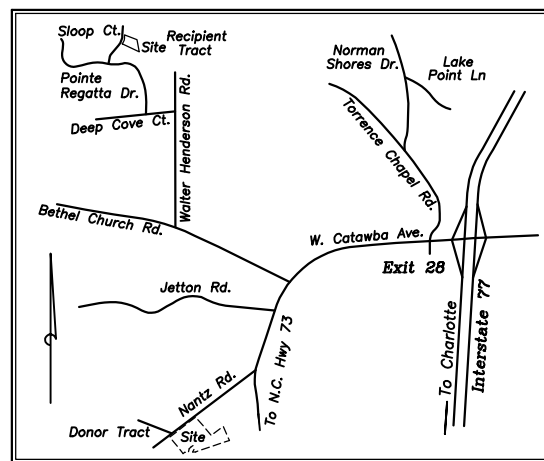 Sloop Ct.
Site
Recipient
Tract
Pointe
Regatta Dr.
Deep Cove Ct.
Walter Henderson Rd.
Norman
Shores Dr.
Lake
Point Ln
Torrence Chapel Rd.
Bethel Church Rd.
W. Catawba Ave.
Exit 28
Jetton Rd.
To N.C. Hwy 73
To Charlotte
Interstate 77
Nantz Rd.
Donor Tract
Site